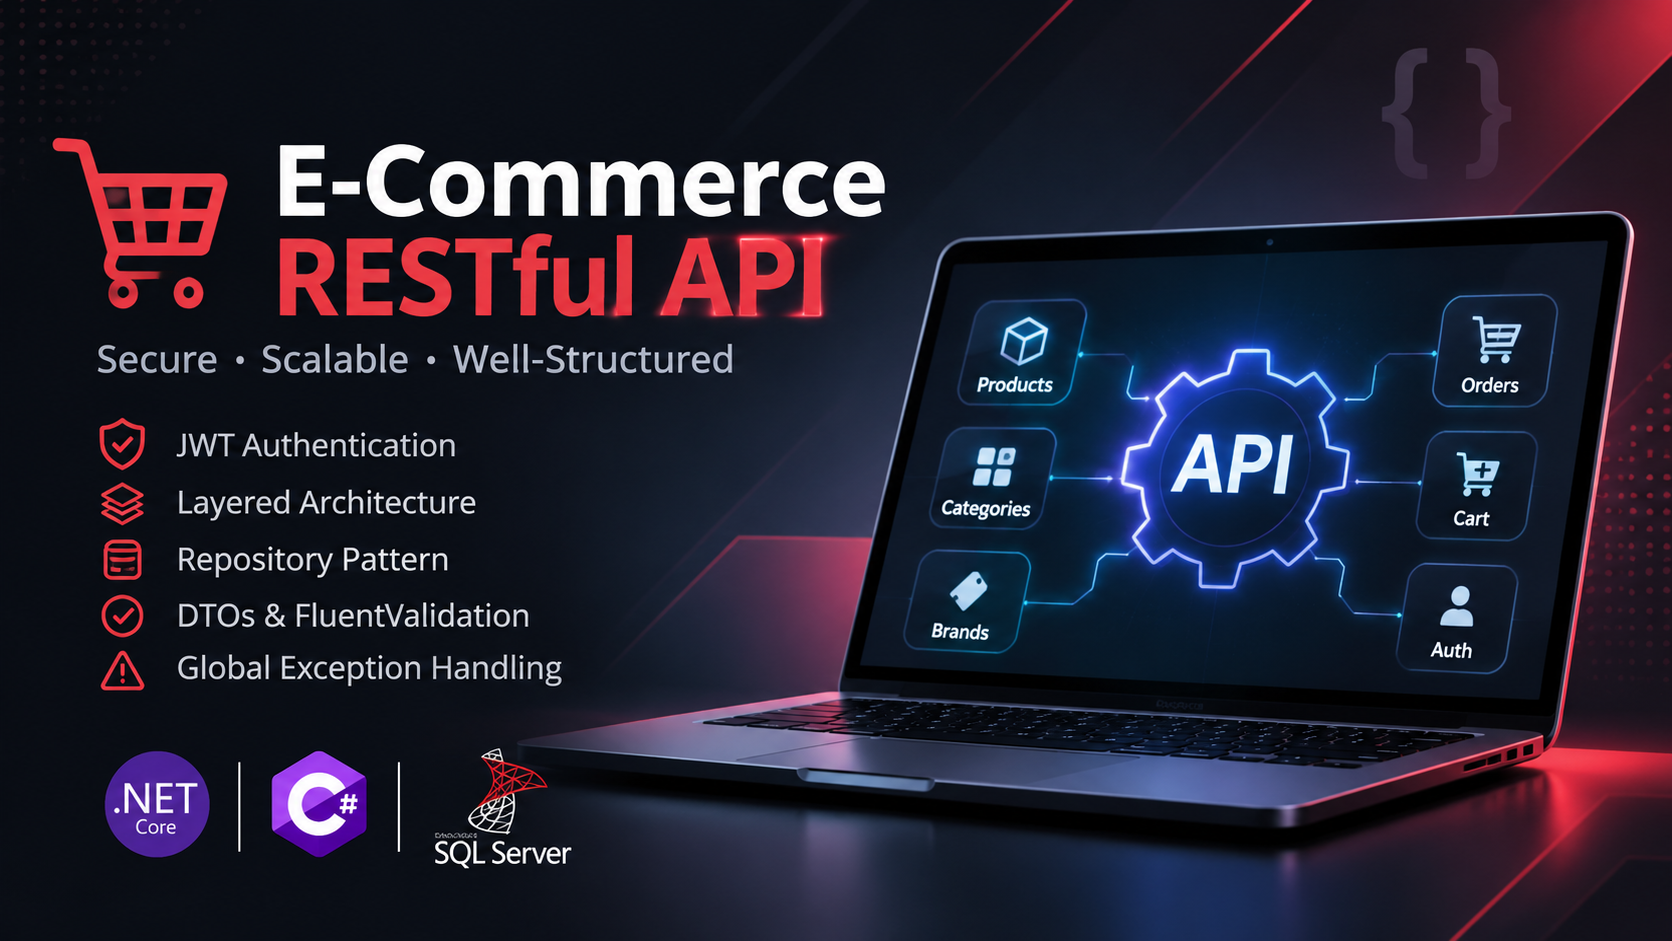 E-Commerce
RESTful API
Secure • Scalable • Well-Structured
JWT Authentication
Layered Architecture
Repository Pattern
DTOs & FluentValidation
Global Exception Handling
.NET
Core
C#
SQL Server
{ }
Products
Categories
Brands
API
Orders
Cart
Auth